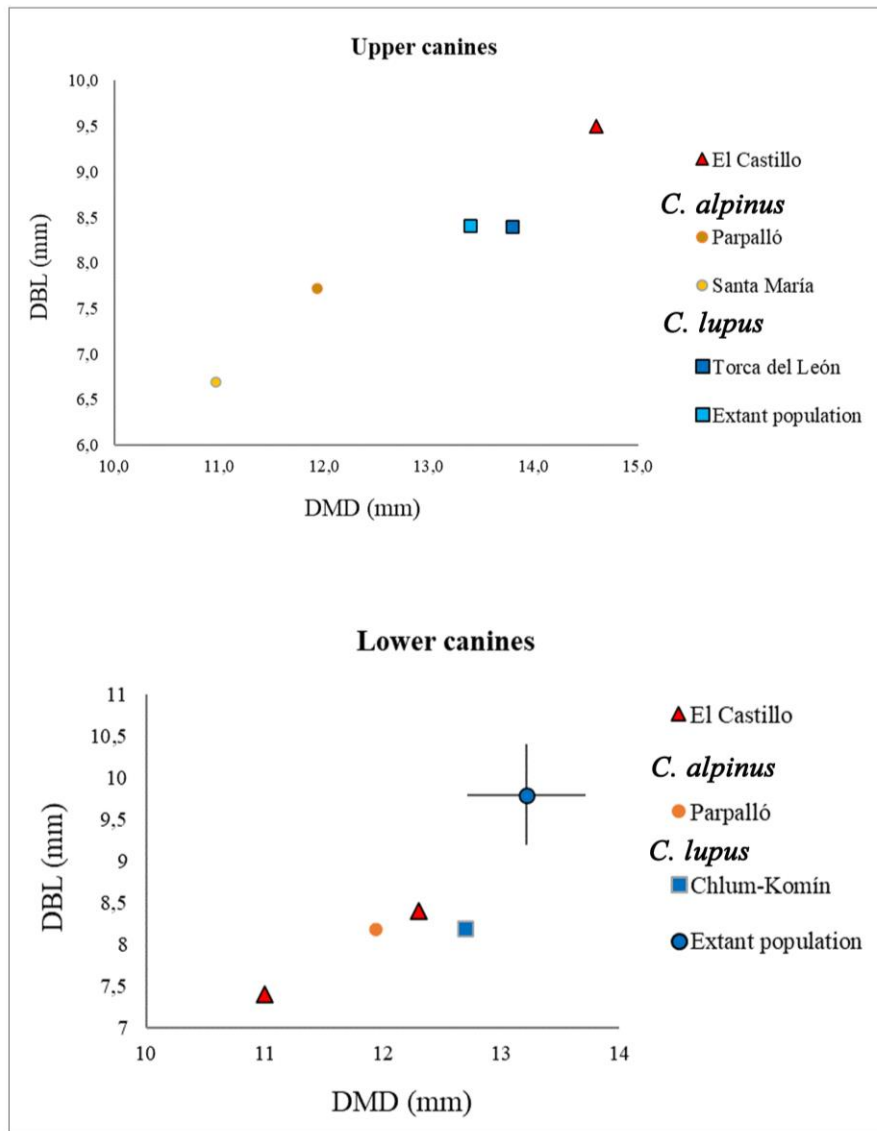 Upper canines
10,0
9,5
9,0
8,5
8,0
7,5
7,0
6,5
6,0
DBL (mm)
10,0 11,0 12,0 13,0 14,0 15,0
DMD (mm)
El Castillo
C. alpinus
Parpalló
Santa María
C. lupus
Torca del León
Extant population
Lower canines
11
10,5
10
9,5
9
8,5
8
7,5
7
DBL (mm)
10 11 12 13 14
DMD (mm)
El Castillo
C. alpinus
Parpalló
C. lupus
Chlum-Komín
Extant population